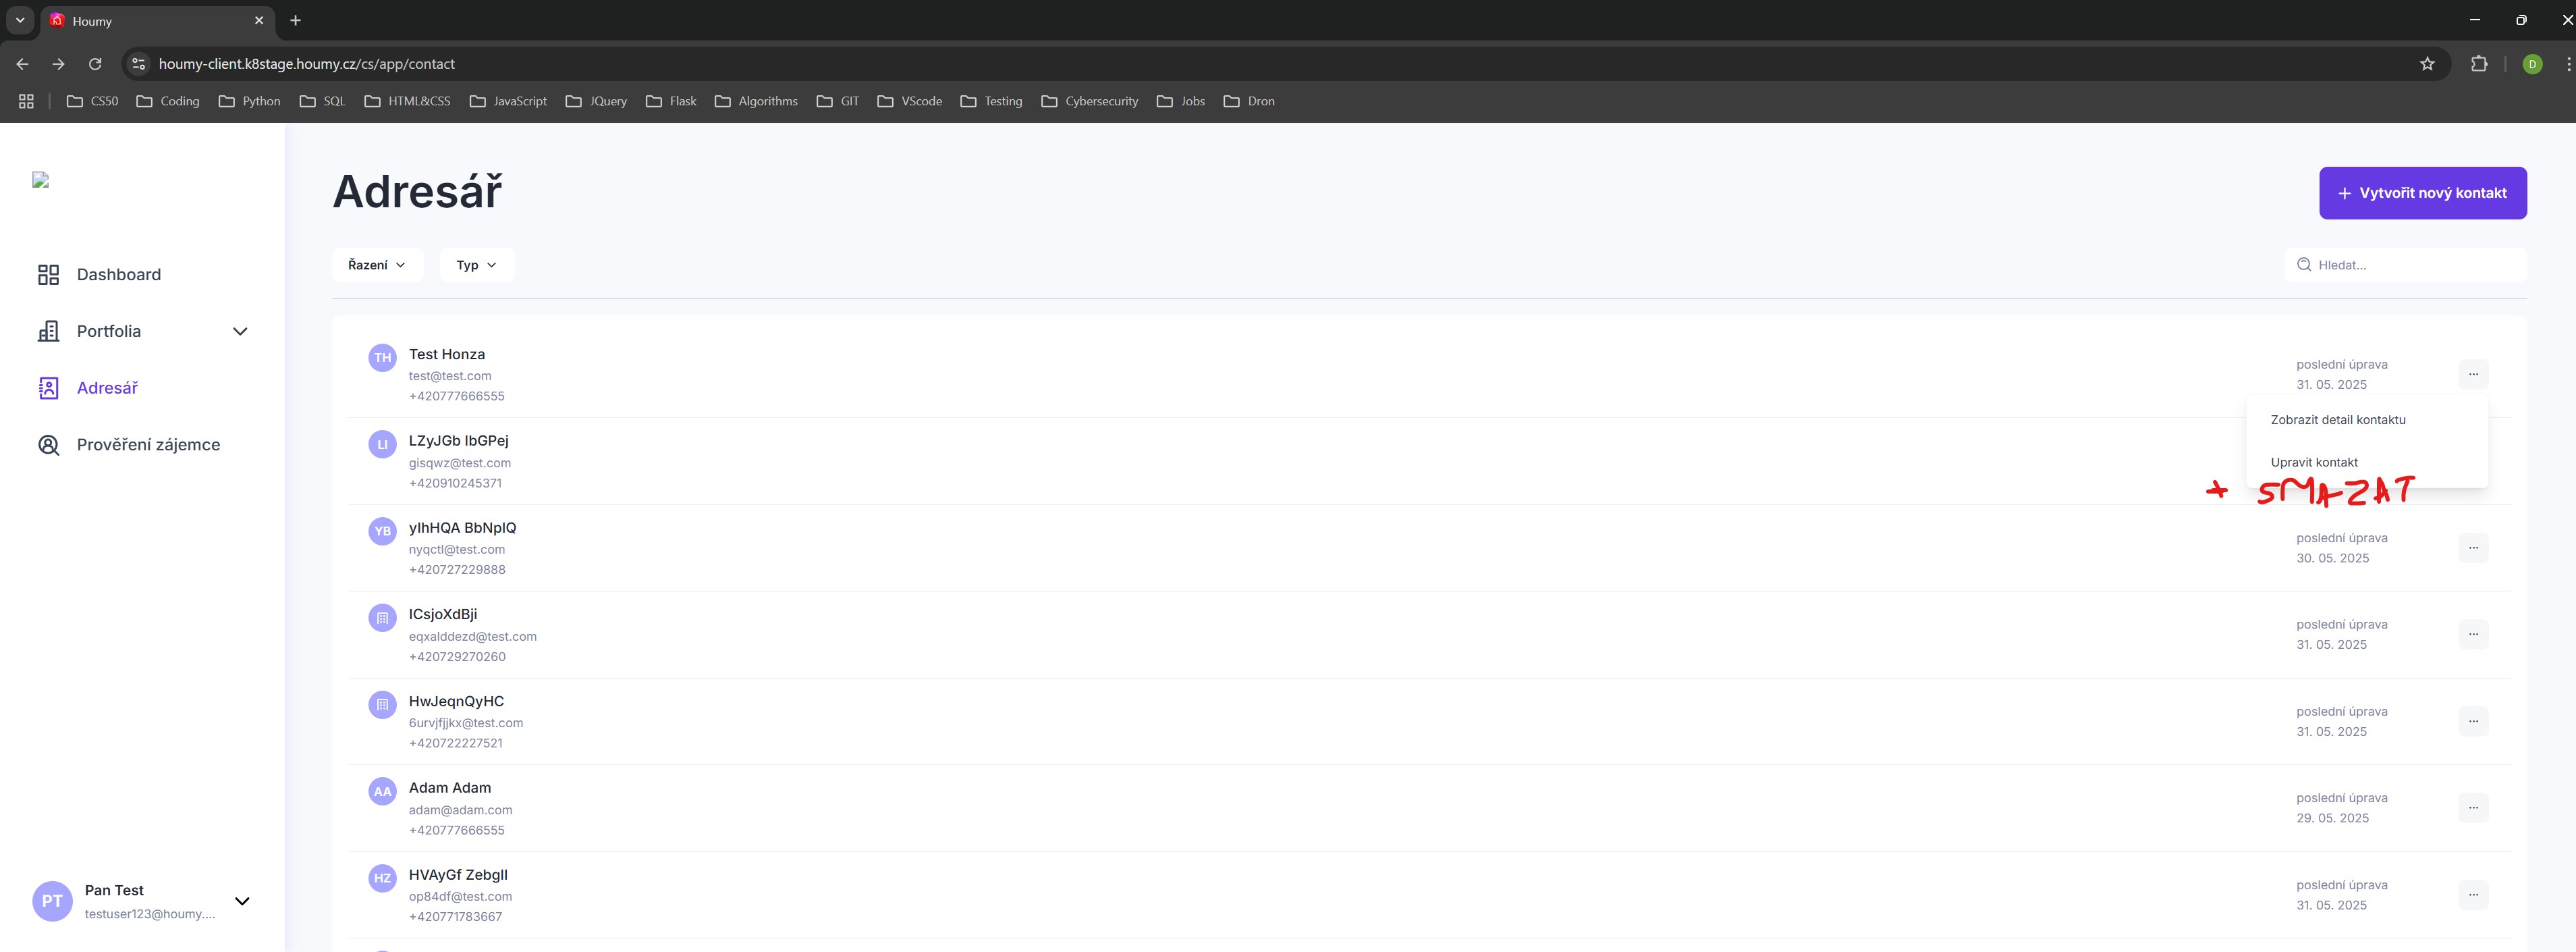 Houmy
houmy-client.k8stage.houmy.cz/cs/app/contact
D
CS50 Coding Python SQL HTML&CSS JavaScript JQuery Flask Algorithms GIT VScode Testing Cybersecurity Jobs Dron
Adresář
+ Vytvořit nový kontakt
Řazení Typ
Hledat...
Dashboard
Portfolia
Adresář
Prověření zájemce
TH Test Honza
test@test.com
+420777666555
poslední úprava
31. 05. 2025
...
Zobrazit detail kontaktu
Upravit kontakt
+ SMAZAT
LI LZyJGb IbGPej
gisqwz@test.com
+420910245371
YB yIhHQA BbNpIQ
nyqctl@test.com
+420727229888
poslední úprava
30. 05. 2025
...
ICsjoXdBji
eqxalddezd@test.com
+420729270260
poslední úprava
31. 05. 2025
...
HwJeqnQyHC
6urvjfjjkx@test.com
+420722227521
poslední úprava
31. 05. 2025
...
AA Adam Adam
adam@adam.com
+420777666555
poslední úprava
29. 05. 2025
...
HZ HVAyGf ZebgIl
op84df@test.com
+420771783667
poslední úprava
31. 05. 2025
...
PT Pan Test
testuser123@houmy....